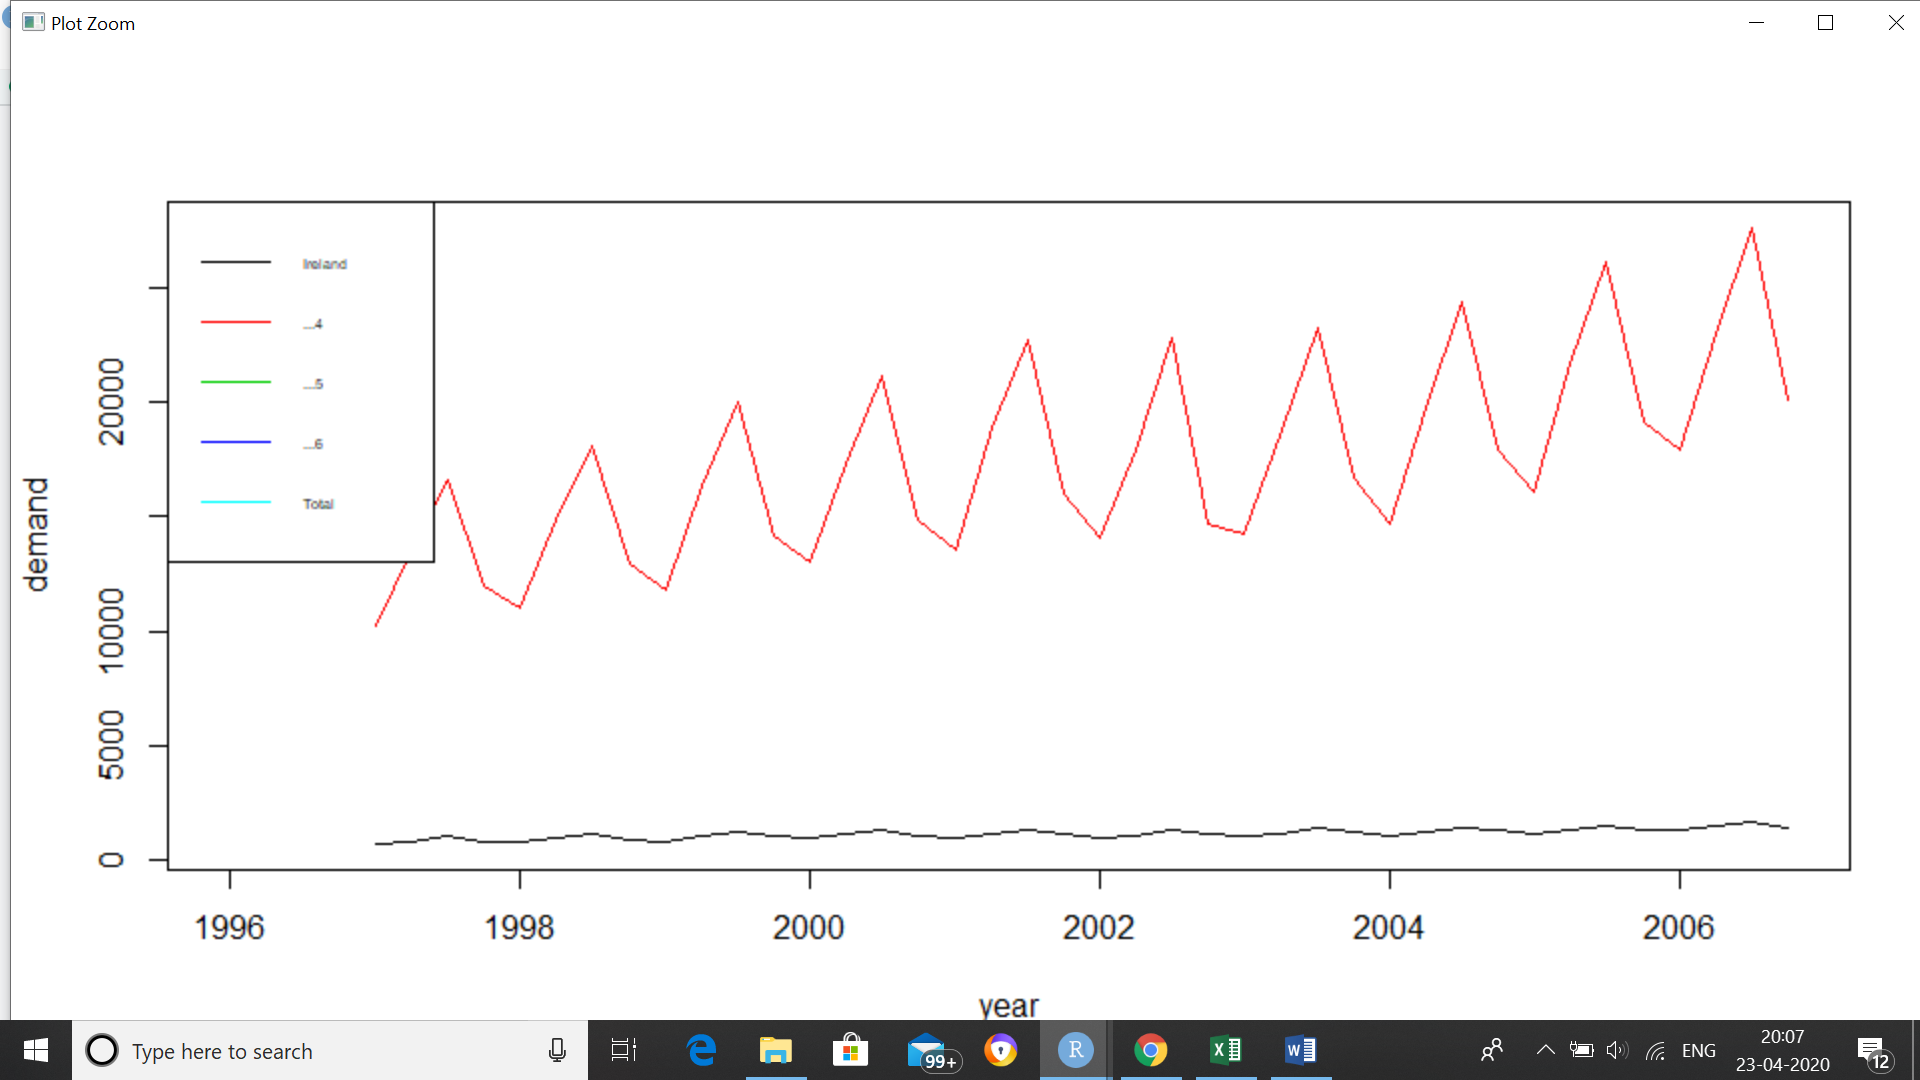 Plot Zoom
Ireland
...4
...5
...6
Total
demand
20000
10000
5000
0
1996 1998 2000 2002 2004 2006
year
Type here to search
99+
R
ENG
20:07
23-04-2020
12